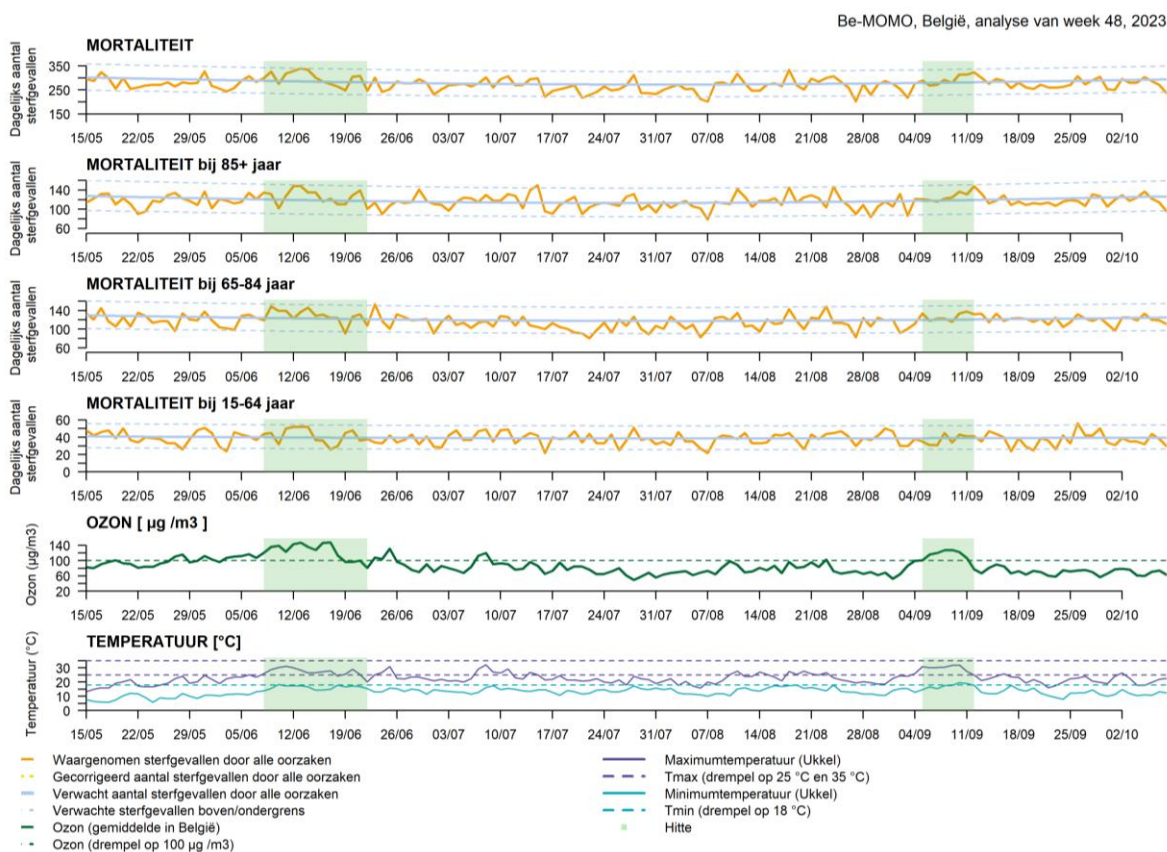 Be-MOMO, België, analyse van week 48, 2023
MORTALITEIT
Dagelijks aantal
sterfgevallen
350
250
150
15/05 22/05 29/05 05/06 12/06 19/06 26/06 03/07 10/07 17/07 24/07 31/07 07/08 14/08 21/08 28/08 04/09 11/09 18/09 25/09 02/10
MORTALITEIT bij 85+ jaar
Dagelijks aantal
sterfgevallen
140
100
60
15/05 22/05 29/05 05/06 12/06 19/06 26/06 03/07 10/07 17/07 24/07 31/07 07/08 14/08 21/08 28/08 04/09 11/09 18/09 25/09 02/10
MORTALITEIT bij 65-84 jaar
Dagelijks aantal
sterfgevallen
140
100
60
15/05 22/05 29/05 05/06 12/06 19/06 26/06 03/07 10/07 17/07 24/07 31/07 07/08 14/08 21/08 28/08 04/09 11/09 18/09 25/09 02/10
MORTALITEIT bij 15-64 jaar
Dagelijks aantal
sterfgevallen
60
40
20
0
15/05 22/05 29/05 05/06 12/06 19/06 26/06 03/07 10/07 17/07 24/07 31/07 07/08 14/08 21/08 28/08 04/09 11/09 18/09 25/09 02/10
OZON [ µg /m3 ]
Ozon (µg/m3)
140
100
60
20
15/05 22/05 29/05 05/06 12/06 19/06 26/06 03/07 10/07 17/07 24/07 31/07 07/08 14/08 21/08 28/08 04/09 11/09 18/09 25/09 02/10
TEMPERATUUR [°C]
Temperatuur (°C)
30
20
10
0
15/05 22/05 29/05 05/06 12/06 19/06 26/06 03/07 10/07 17/07 24/07 31/07 07/08 14/08 21/08 28/08 04/09 11/09 18/09 25/09 02/10
Waargenomen sterfgevallen door alle oorzaken
Gecorrigeerd aantal sterfgevallen door alle oorzaken
Verwacht aantal sterfgevallen door alle oorzaken
Verwachte sterfgevallen boven/ondergrens
Ozon (gemiddelde in België)
Ozon (drempel op 100 µg /m3)
Maximumtemperatuur (Ukkel)
Tmax (drempel op 25 °C en 35 °C)
Minimumtemperatuur (Ukkel)
Tmin (drempel op 18 °C)
Hitte